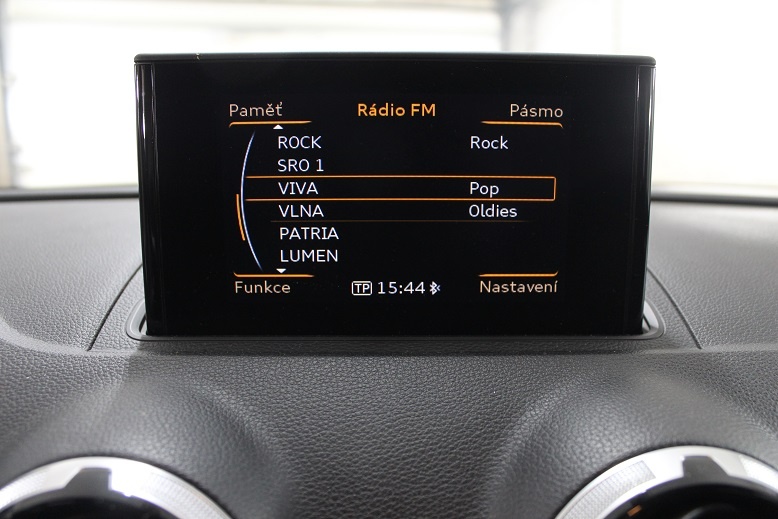 Paměť Rádio FM Pásmo
ROCK Rock
SRO 1
VIVA Pop
VLNA Oldies
PATRIA
LUMEN
Funkce TP 15:44 Nastavení